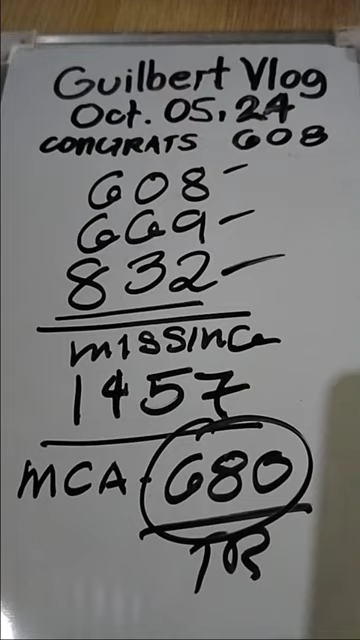 Guilbert Vlog
Oct. 05, 24
CONGRATS 608
608 -
669 -
832 -
missing
1457
MCA - 680